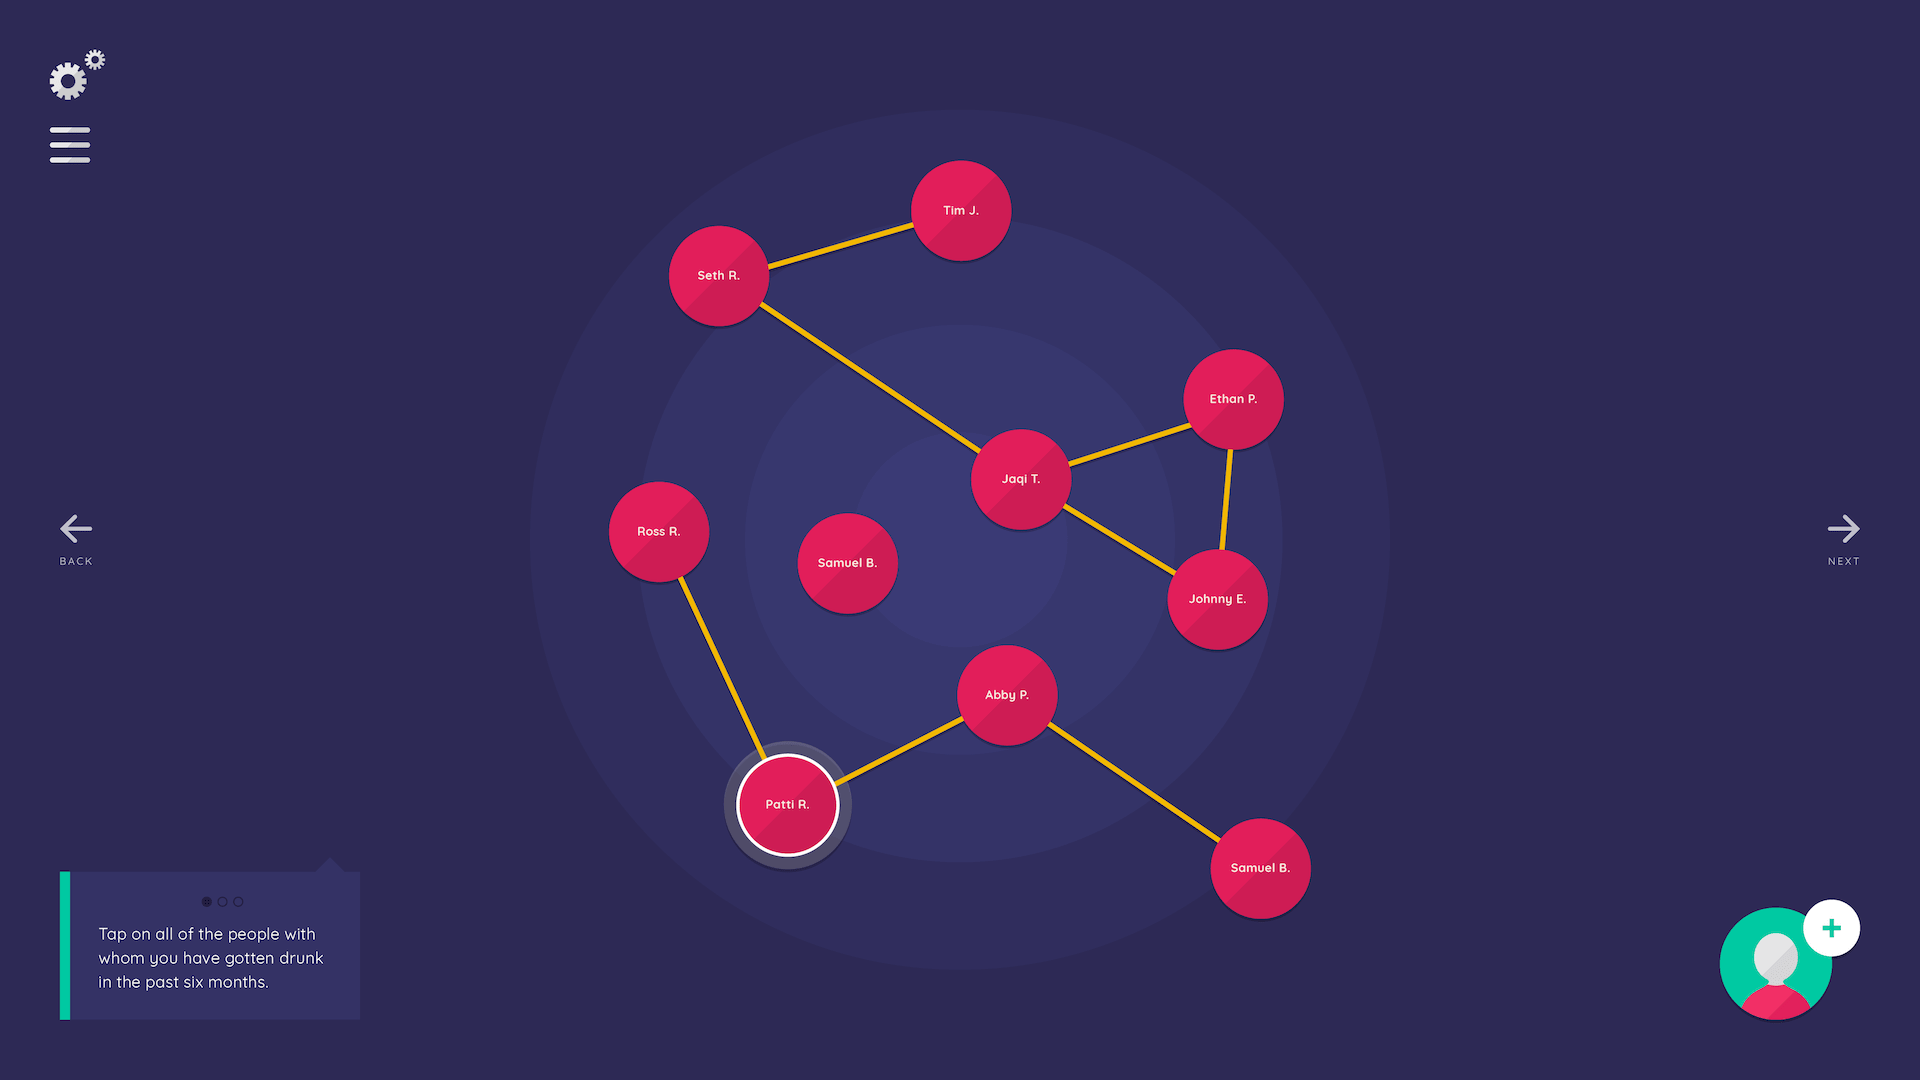 Tim J.
Seth R.
Ethan P.
Jaqi T.
Ross R.
Samuel B.
Johnny E.
BACK
NEXT
Abby P.
Patti R.
Samuel B.
Tap on all of the people with
whom you have gotten drunk
in the past six months.